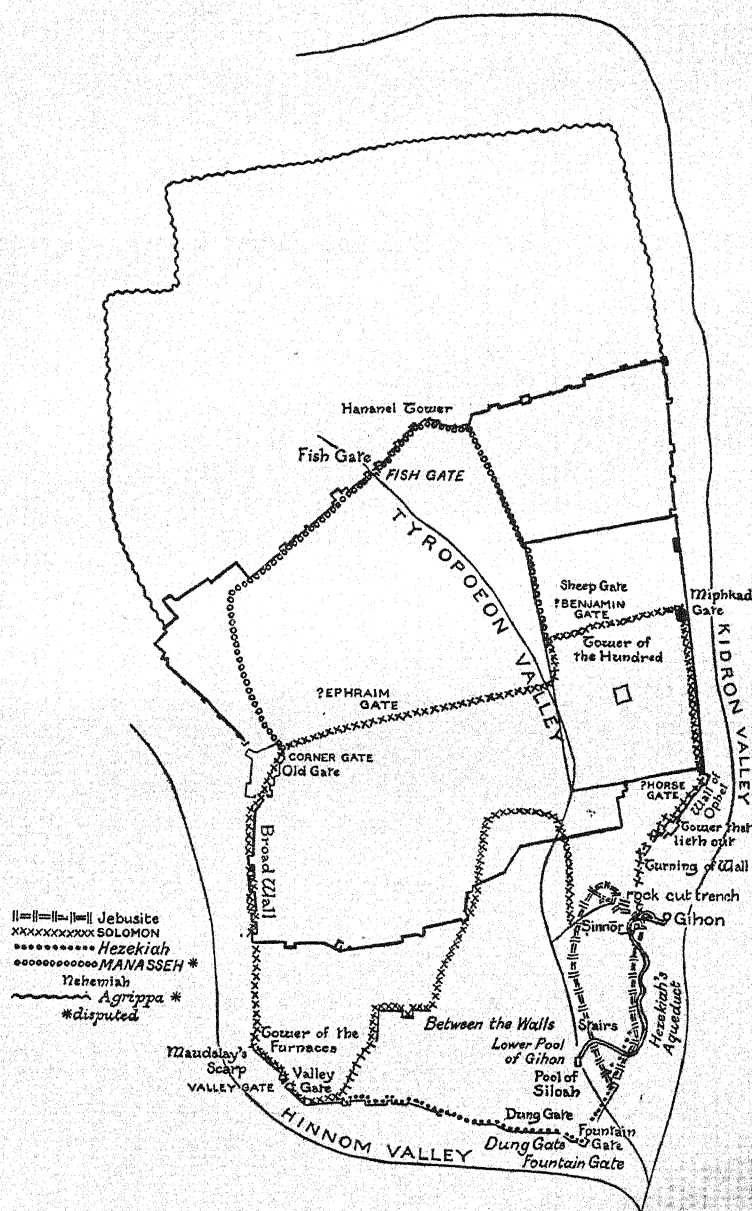 Hananel Tower
Fish Gate
FISH GATE
TYROPOEON VALLEY
Sheep Gate
?BENJAMIN
GATE
Miphkad
Gate
Tower of
the Hundred
KIDRON VALLEY
?EPHRAIM
GATE
CORNER GATE
Old Gate
?HORSE
GATE
Wall of
Ophel
Tower that
lieth out
Broad Wall
Turning of Wall
rock cut trench
Gihon
Sinnor
Jebusite
SOLOMON
Hezekiah
MANASSEH *
Nehemiah
Agrippa *
*disputed
Hezekiah's
Aqueduct
Between the Walls
Stairs
Lower Pool
of Gihon
Pool of
Siloah
Tower of the
Furnaces
Maudslay's
Scarp
VALLEY GATE
Valley
Gate
HINNOM VALLEY
Dung Gate
Dung Gate
Fountain
Gate
Fountain Gate